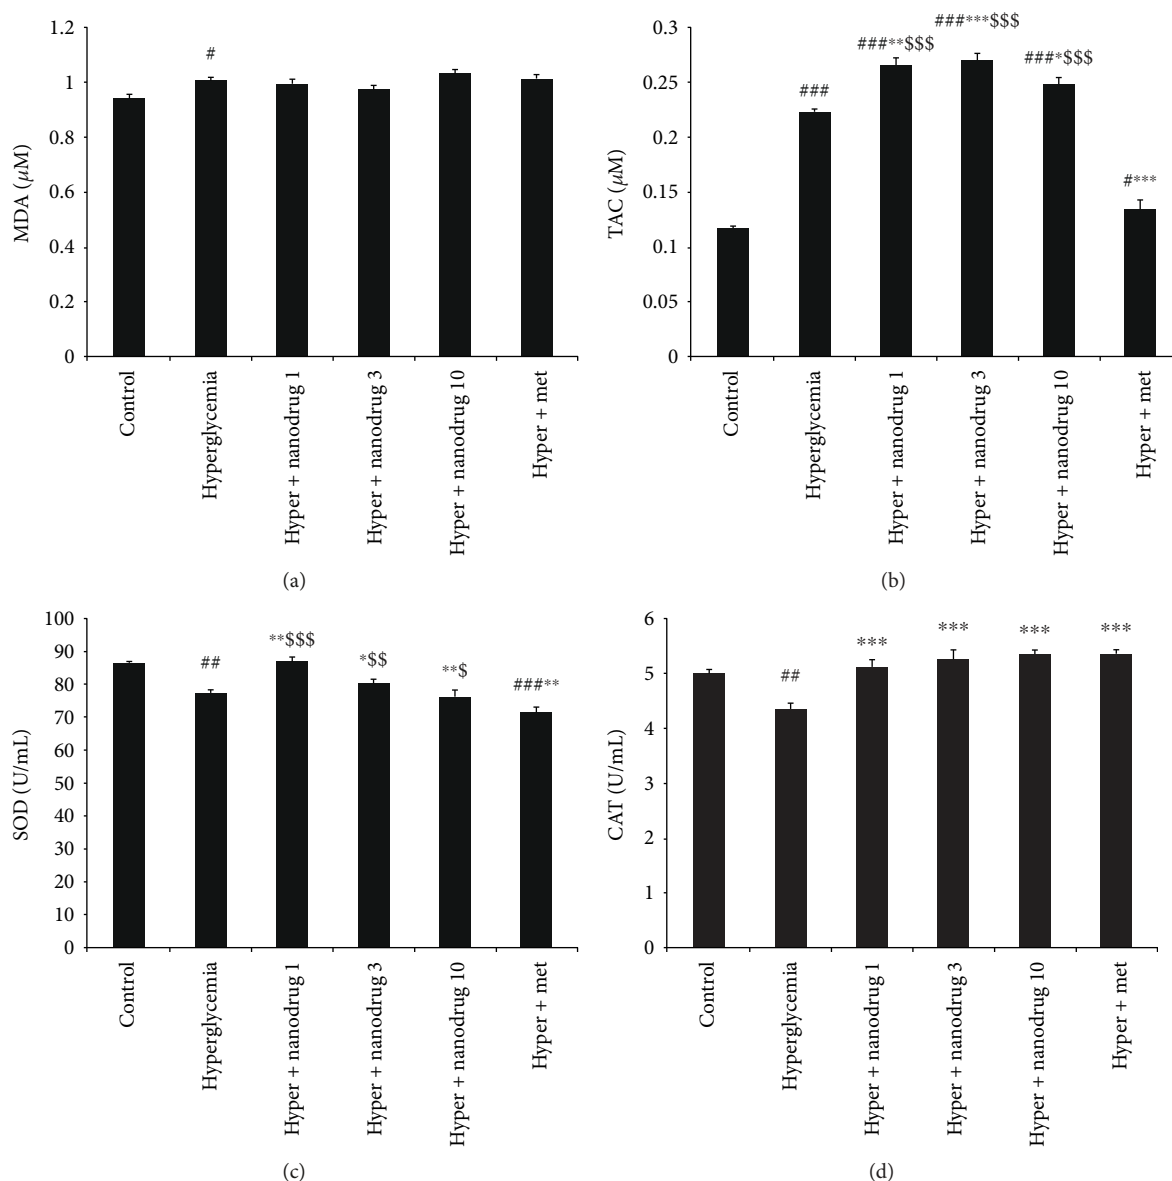 1.2
1
0.8
0.6
0.4
0.2
0
MDA (μM)
#
Control
Hyperglycemia
Hyper + nanodrug 1
Hyper + nanodrug 3
Hyper + nanodrug 10
Hyper + met
(a)
0.3
0.25
0.2
0.15
0.1
0.05
0
TAC (μM)
###
###**$$$
###***$$$
###*$$$
#***
Control
Hyperglycemia
Hyper + nanodrug 1
Hyper + nanodrug 3
Hyper + nanodrug 10
Hyper + met
(b)
100
90
80
70
60
50
40
30
20
10
0
SOD (U/mL)
##
**$$$
*$$
**$
###**
Control
Hyperglycemia
Hyper + nanodrug 1
Hyper + nanodrug 3
Hyper + nanodrug 10
Hyper + met
(c)
6
5
4
3
2
1
0
CAT (U/mL)
##
***
***
***
***
Control
Hyperglycemia
Hyper + nanodrug 1
Hyper + nanodrug 3
Hyper + nanodrug 10
Hyper + met
(d)